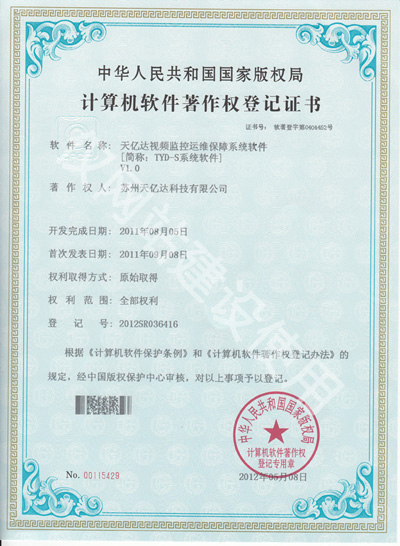 中华人民共和国国家版权局
计算机软件著作权登记证书
证书号： 软著登字第0404452号
软件名称： 天亿达视频监控运维保障系统软件
[简称：TYD-S系统软件]
V1.0
著作权人： 苏州天亿达科技有限公司
开发完成日期： 2011年08月05日
首次发表日期： 2011年09月08日
权利取得方式： 原始取得
权利范围： 全部权利
登记号： 2012SR036416
根据《计算机软件保护条例》和《计算机软件著作权登记办法》的
规定，经中国版权保护中心审核，对以上事项予以登记。
中华人民共和国国家版权局
计算机软件著作权
登记专用章
No. 00115429
2012年05月08日